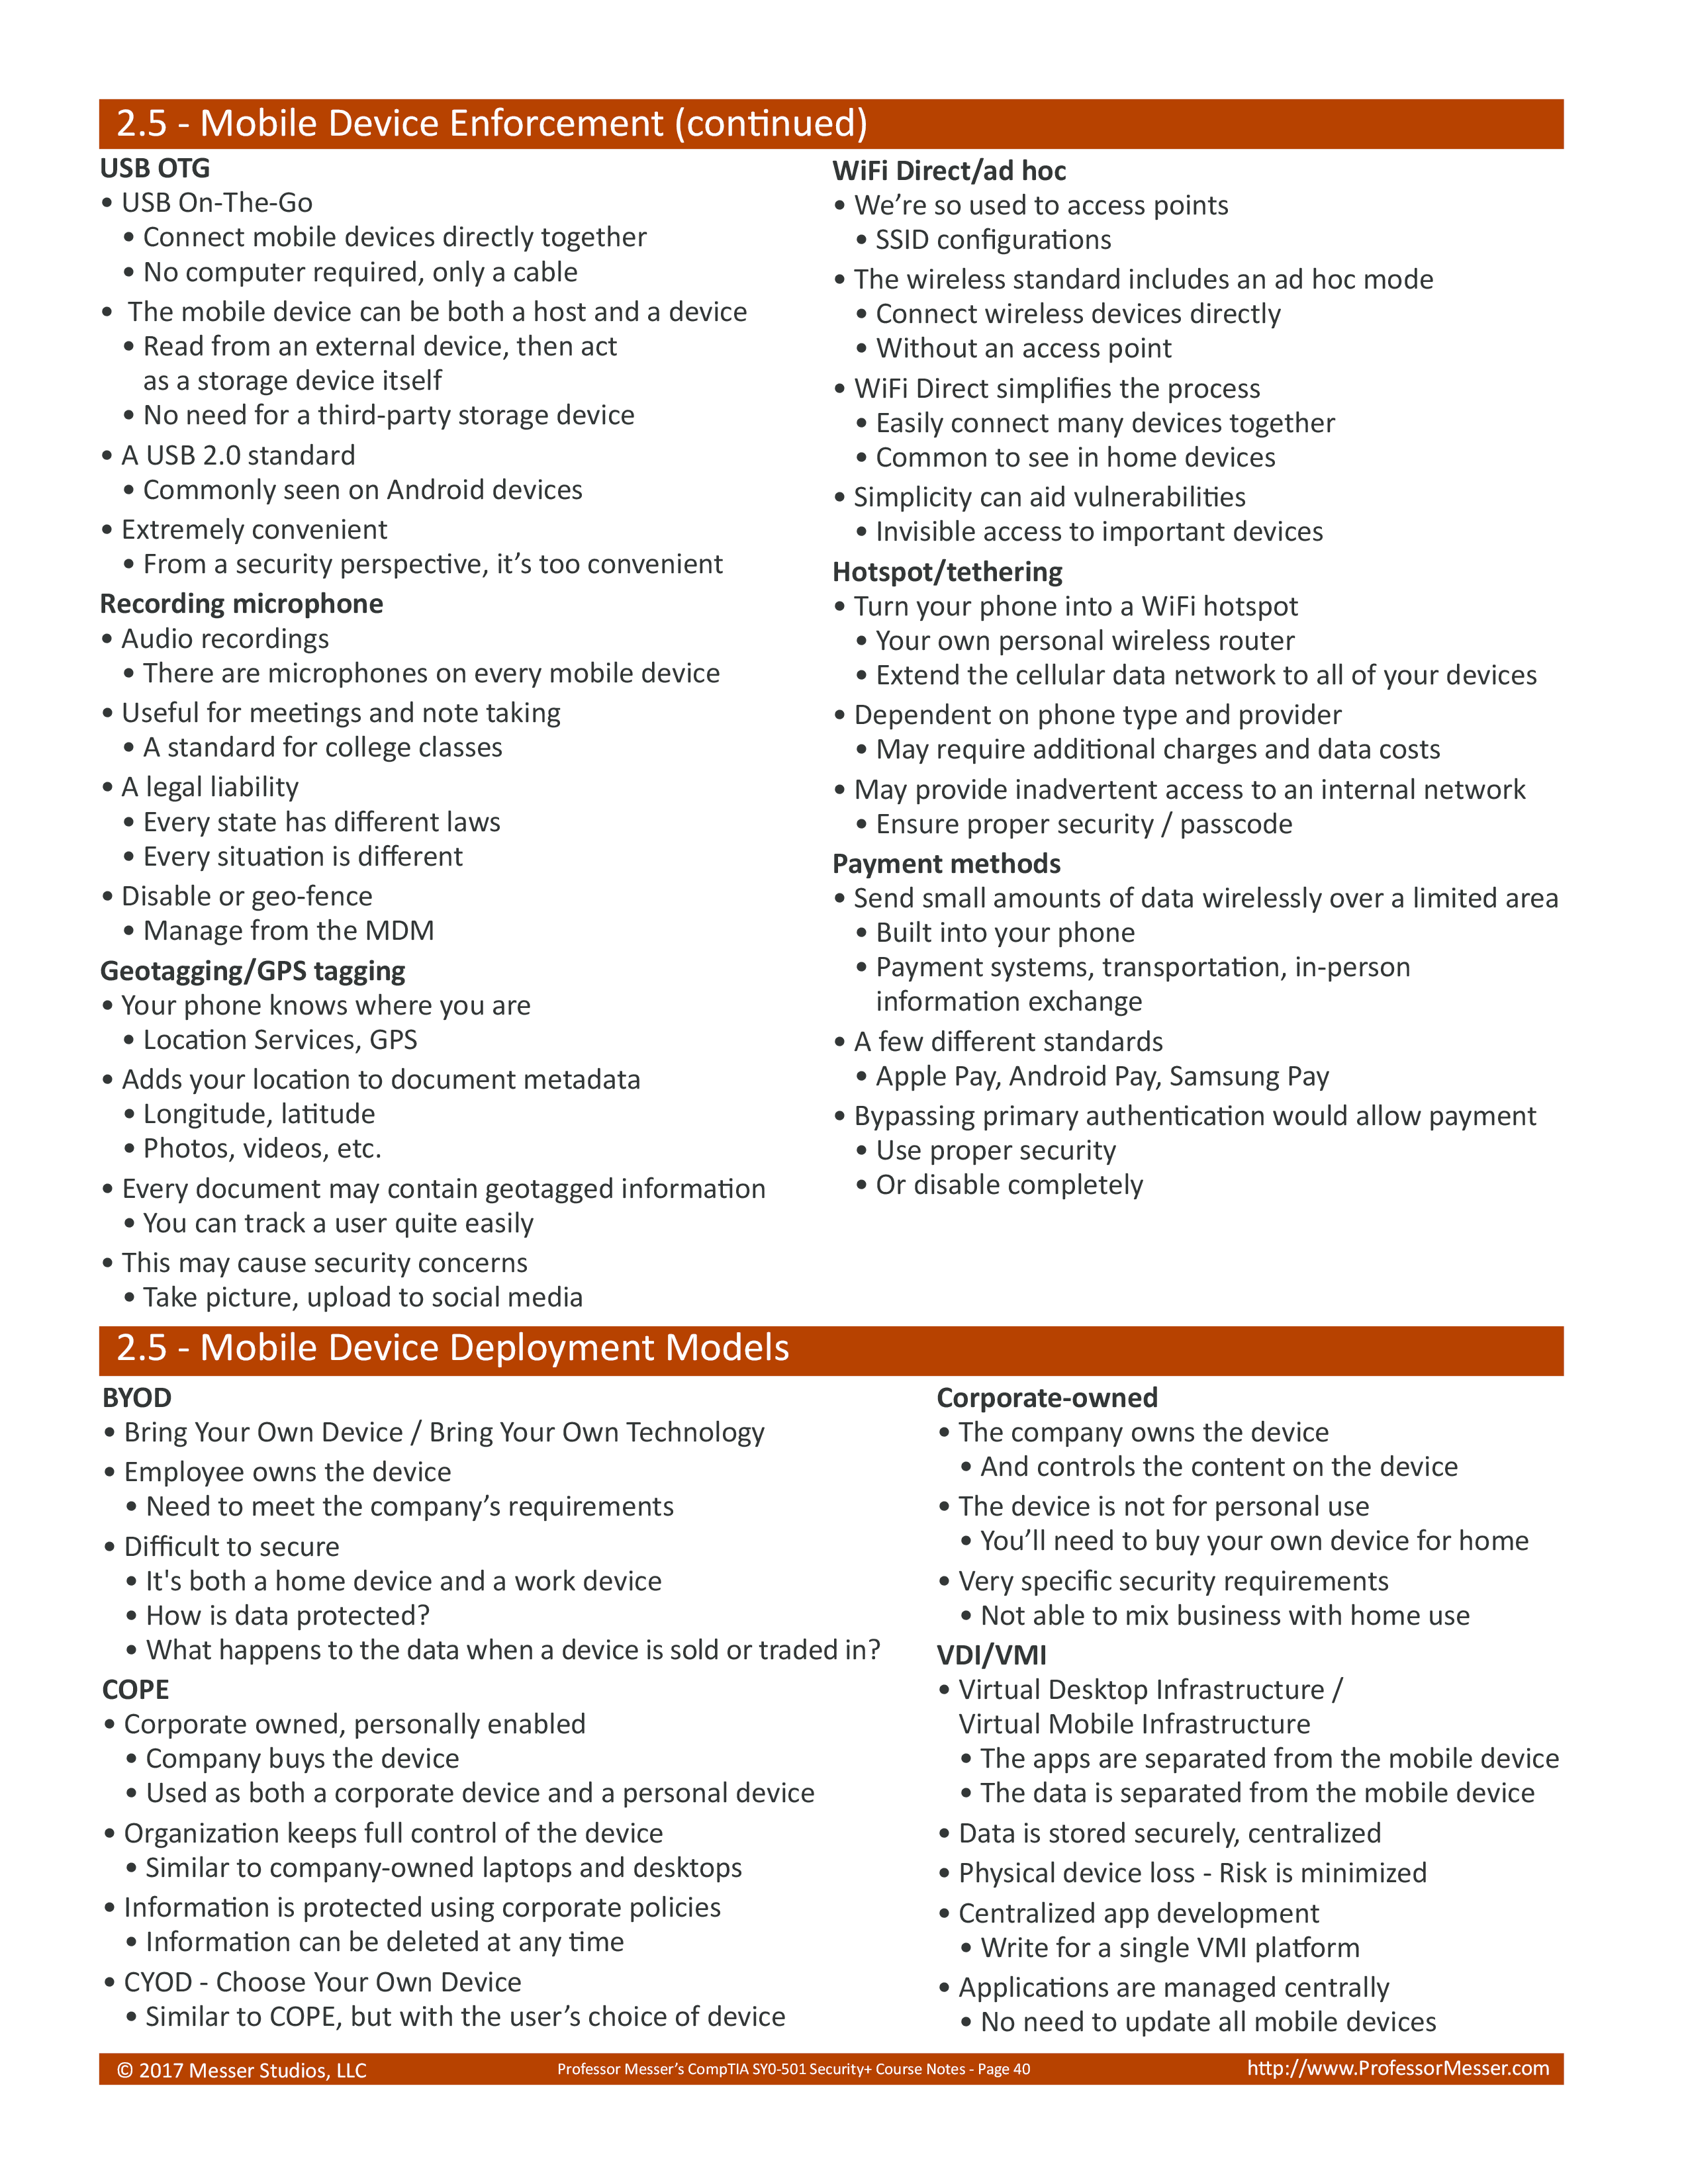 2.5 - Mobile Device Enforcement (continued)
USB OTG
• USB On-The-Go
• Connect mobile devices directly together
• No computer required, only a cable
• The mobile device can be both a host and a device
• Read from an external device, then act
as a storage device itself
• No need for a third-party storage device
• A USB 2.0 standard
• Commonly seen on Android devices
• Extremely convenient
• From a security perspective, it’s too convenient
Recording microphone
• Audio recordings
• There are microphones on every mobile device
• Useful for meetings and note taking
• A standard for college classes
• A legal liability
• Every state has different laws
• Every situation is different
• Disable or geo-fence
• Manage from the MDM
Geotagging/GPS tagging
• Your phone knows where you are
• Location Services, GPS
• Adds your location to document metadata
• Longitude, latitude
• Photos, videos, etc.
• Every document may contain geotagged information
• You can track a user quite easily
• This may cause security concerns
• Take picture, upload to social media
WiFi Direct/ad hoc
• We’re so used to access points
• SSID configurations
• The wireless standard includes an ad hoc mode
• Connect wireless devices directly
• Without an access point
• WiFi Direct simplifies the process
• Easily connect many devices together
• Common to see in home devices
• Simplicity can aid vulnerabilities
• Invisible access to important devices
Hotspot/tethering
• Turn your phone into a WiFi hotspot
• Your own personal wireless router
• Extend the cellular data network to all of your devices
• Dependent on phone type and provider
• May require additional charges and data costs
• May provide inadvertent access to an internal network
• Ensure proper security / passcode
Payment methods
• Send small amounts of data wirelessly over a limited area
• Built into your phone
• Payment systems, transportation, in-person
information exchange
• A few different standards
• Apple Pay, Android Pay, Samsung Pay
• Bypassing primary authentication would allow payment
• Use proper security
• Or disable completely
2.5 - Mobile Device Deployment Models
BYOD
• Bring Your Own Device / Bring Your Own Technology
• Employee owns the device
• Need to meet the company’s requirements
• Difficult to secure
• It's both a home device and a work device
• How is data protected?
• What happens to the data when a device is sold or traded in?
COPE
• Corporate owned, personally enabled
• Company buys the device
• Used as both a corporate device and a personal device
• Organization keeps full control of the device
• Similar to company-owned laptops and desktops
• Information is protected using corporate policies
• Information can be deleted at any time
• CYOD - Choose Your Own Device
• Similar to COPE, but with the user’s choice of device
Corporate-owned
• The company owns the device
• And controls the content on the device
• The device is not for personal use
• You’ll need to buy your own device for home
• Very specific security requirements
• Not able to mix business with home use
VDI/VMI
• Virtual Desktop Infrastructure /
Virtual Mobile Infrastructure
• The apps are separated from the mobile device
• The data is separated from the mobile device
• Data is stored securely, centralized
• Physical device loss - Risk is minimized
• Centralized app development
• Write for a single VMI platform
• Applications are managed centrally
• No need to update all mobile devices
© 2017 Messer Studios, LLC
Professor Messer’s CompTIA SY0-501 Security+ Course Notes - Page 40
http://www.ProfessorMesser.com